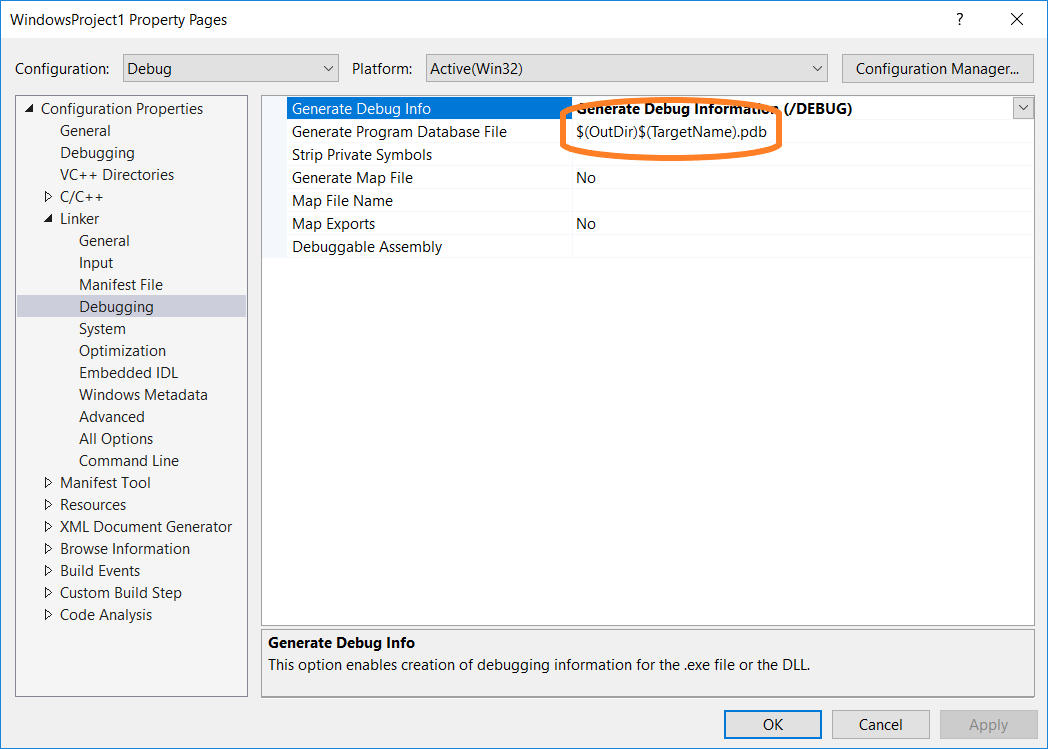 WindowsProject1 Property Pages ?
Configuration: Debug Platform: Active(Win32) Configuration Manager...
Configuration Properties
General
Debugging
VC++ Directories
C/C++
Linker
General
Input
Manifest File
Debugging
System
Optimization
Embedded IDL
Windows Metadata
Advanced
All Options
Command Line
Manifest Tool
Resources
XML Document Generator
Browse Information
Build Events
Custom Build Step
Code Analysis
Generate Debug Info Generate Debug Information (/DEBUG)
Generate Program Database File $(OutDir)$(TargetName).pdb
Strip Private Symbols
Generate Map File No
Map File Name
Map Exports No
Debuggable Assembly
Generate Debug Info
This option enables creation of debugging information for the .exe file or the DLL.
OK Cancel Apply